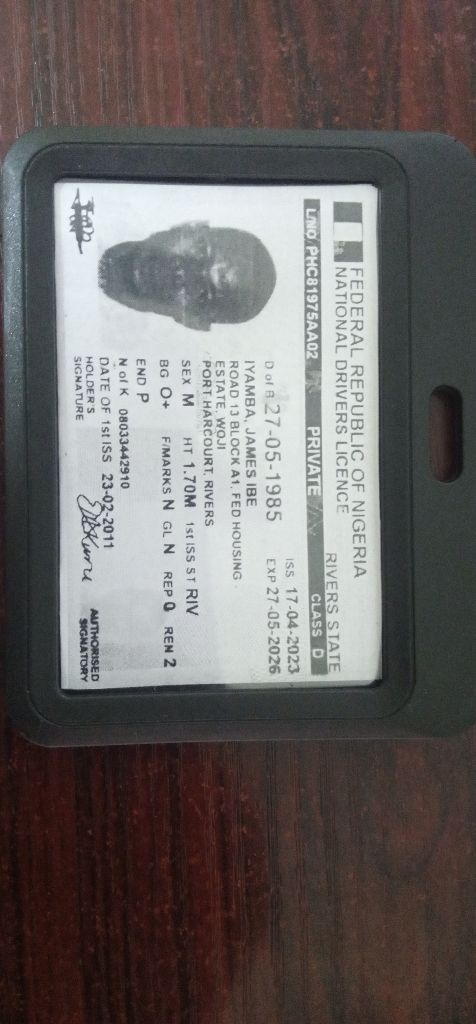 FEDERAL REPUBLIC OF NIGERIA
NATIONAL DRIVERS LICENCE
RIVERS STATE
L/NO PHC81975AA02 PRIVATE CLASS D
D of B 27-05-1985
ISS 17-04-2023
EXP 27-05-2026
IYAMBA, JAMES IBE
ROAD 13 BLOCK A1, FED HOUSING
ESTATE, WOJI
PORT HARCOURT, RIVERS
SEX M HT 1.70M 1st ISS ST RIV
BG O+ F/MARKS N GL N REP 0 REN 2
END P
N of K 08033442910
DATE OF 1st ISS 23-02-2011
HOLDER'S
SIGNATURE
AUTHORISED
SIGNATORY